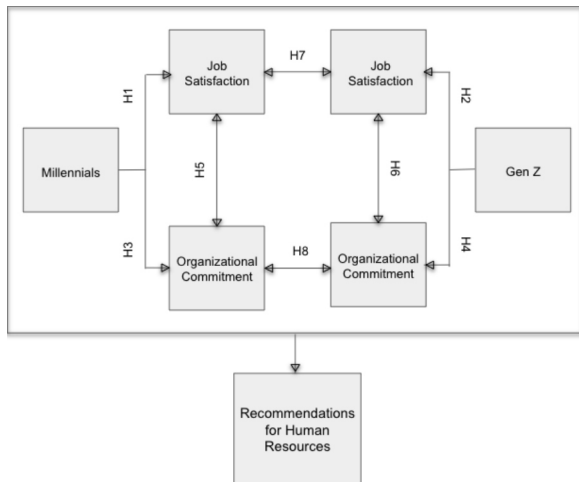 Job
Satisfaction
H7
Job
Satisfaction
H1
H2
Millennials
H5
H6
Gen Z
H3
Organizational
Commitment
H8
Organizational
Commitment
H4
Recommendations
for Human
Resources